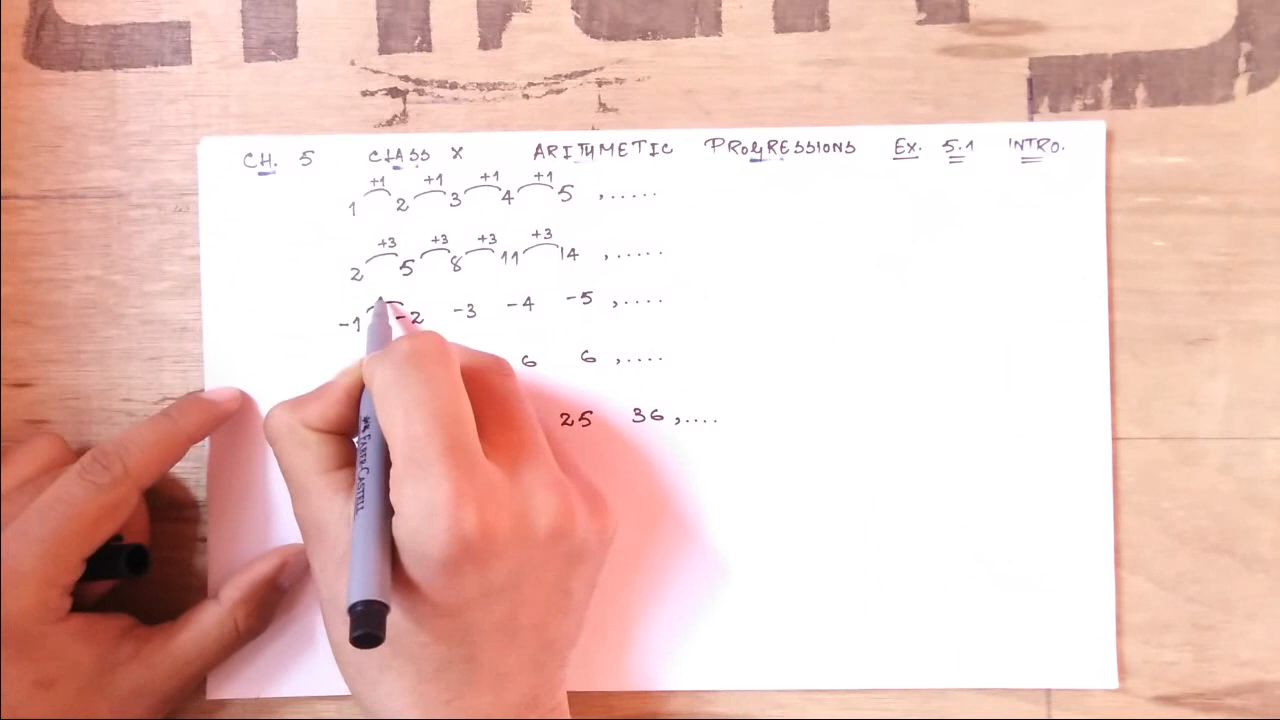 CH. 5 CLASS X ARITYMETIC PROGRESSIONS Ex. 5.1 INTRO.
+1 +1 +1 +1
1 2 3 4 5 ,.....
+3 +3 +3 +3
2 5 8 11 14 ,.....
-1 -2 -3 -4 -5 ,....
6 6 ,....
25 36 ,....
FABER-CASTELL